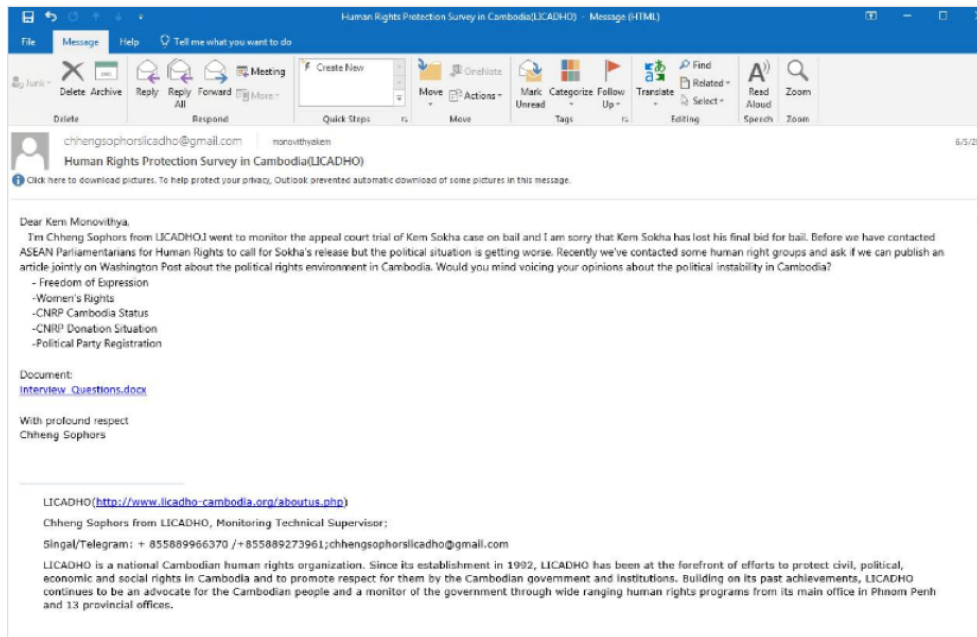 Human Rights Protection Survey in Cambodia(LICADHO) - Message (HTML)
File Message Help Tell me what you want to do
Junk
Delete Archive
Reply Reply All Forward
Meeting
More
Create New
Move
OneNote
Actions
Mark Unread Categorize Follow Up
Translate
Find
Related
Select
Read Aloud
Zoom
Delete Respond Quick Steps Move Tags Editing Speech Zoom
chhengsophorslicadho@gmail.com monovithyakem
Human Rights Protection Survey in Cambodia(LICADHO)
Click here to download pictures. To help protect your privacy, Outlook prevented automatic download of some pictures in this message.
Dear Kem Monovithya,
I'm Chheng Sophors from LICADHO.I went to monitor the appeal court trial of Kem Sokha case on bail and I am sorry that Kem Sokha has lost his final bid for bail. Before we have contacted
ASEAN Parliamentarians for Human Rights to call for Sokha's release but the political situation is getting worse. Recently we've contacted some human right groups and ask if we can publish an
article jointly on Washington Post about the political rights environment in Cambodia. Would you mind voicing your opinions about the political instability in Cambodia?
- Freedom of Expression
-Women's Rights
-CNRP Cambodia Status
-CNRP Donation Situation
-Political Party Registration
Document:
Interview_Questions.docx
With profound respect
Chheng Sophors
LICADHO(http://www.licadho-cambodia.org/aboutus.php)
Chheng Sophors from LICADHO, Monitoring Technical Supervisor;
Singal/Telegram: + 855889966370 /+855889273961;chhengsophorslicadho@gmail.com
LICADHO is a national Cambodian human rights organization. Since its establishment in 1992, LICADHO has been at the forefront of efforts to protect civil, political,
economic and social rights in Cambodia and to promote respect for them by the Cambodian government and institutions. Building on its past achievements, LICADHO
continues to be an advocate for the Cambodian people and a monitor of the government through wide ranging human rights programs from its main office in Phnom Penh
and 13 provincial offices.